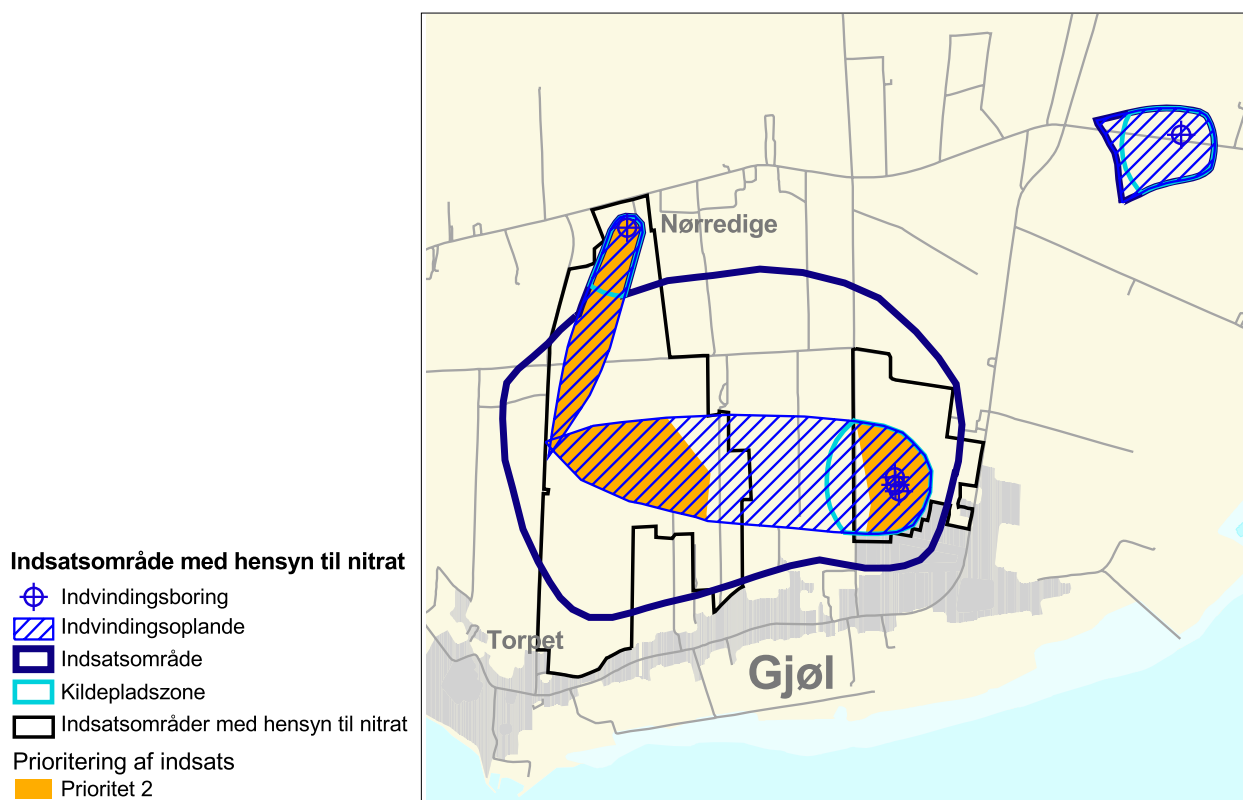 Nørredige
Torpet
Gjøl
Indsatsområde med hensyn til nitrat
Indvindingsboring
Indvindingsoplande
Indsatsområde
Kildepladszone
Indsatsområder med hensyn til nitrat
Prioritering af indsats
Prioritet 2